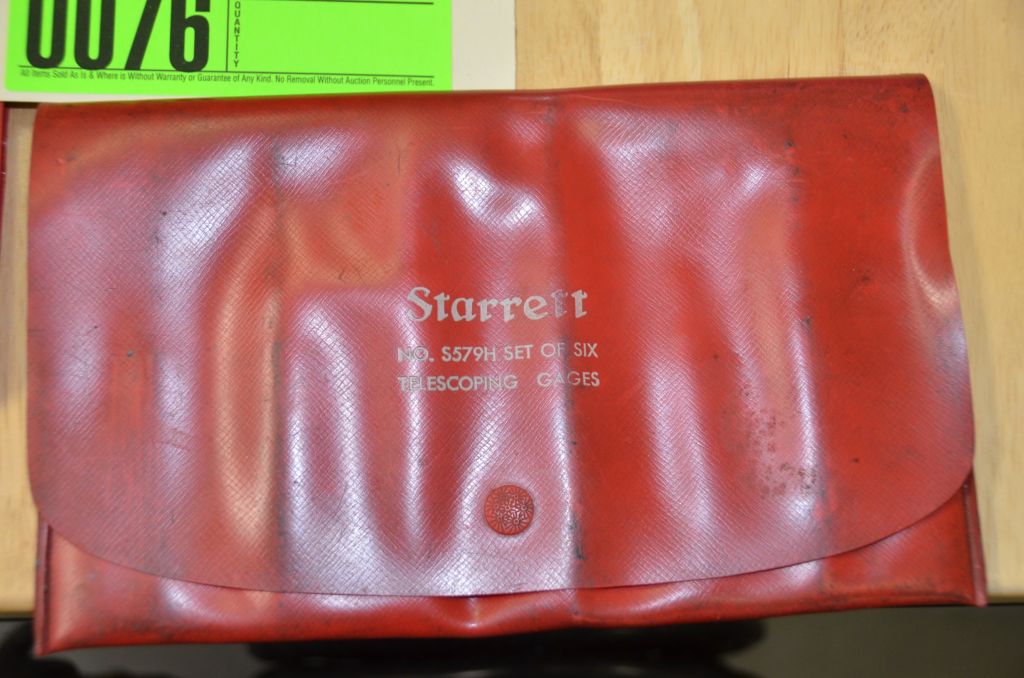 0076
QUANTITY
All Items Sold As Is & Where is Without Warranty or Guarantee of Any Kind. No Removal Without Auction Personnel Present.
Starrett
NO. S579H SET OF SIX
TELESCOPING GAGES